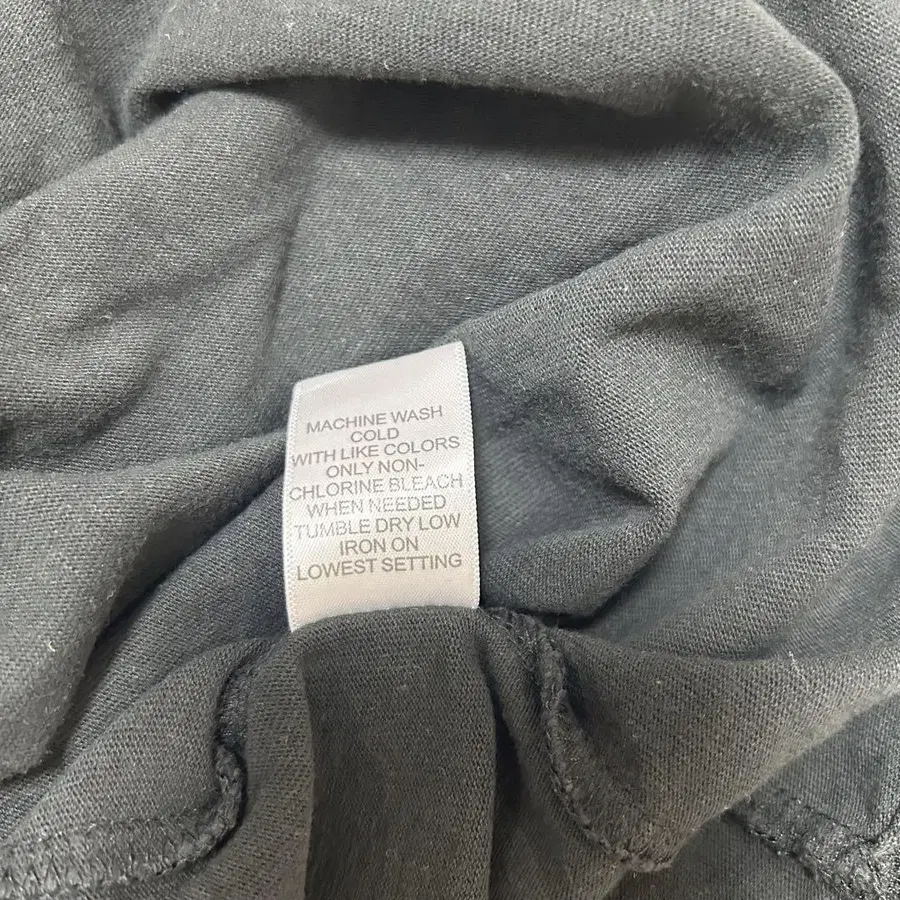 MACHINE WASH
COLD
WITH LIKE COLORS
ONLY NON-
CHLORINE BLEACH
WHEN NEEDED
TUMBLE DRY LOW
IRON ON
LOWEST SETTING